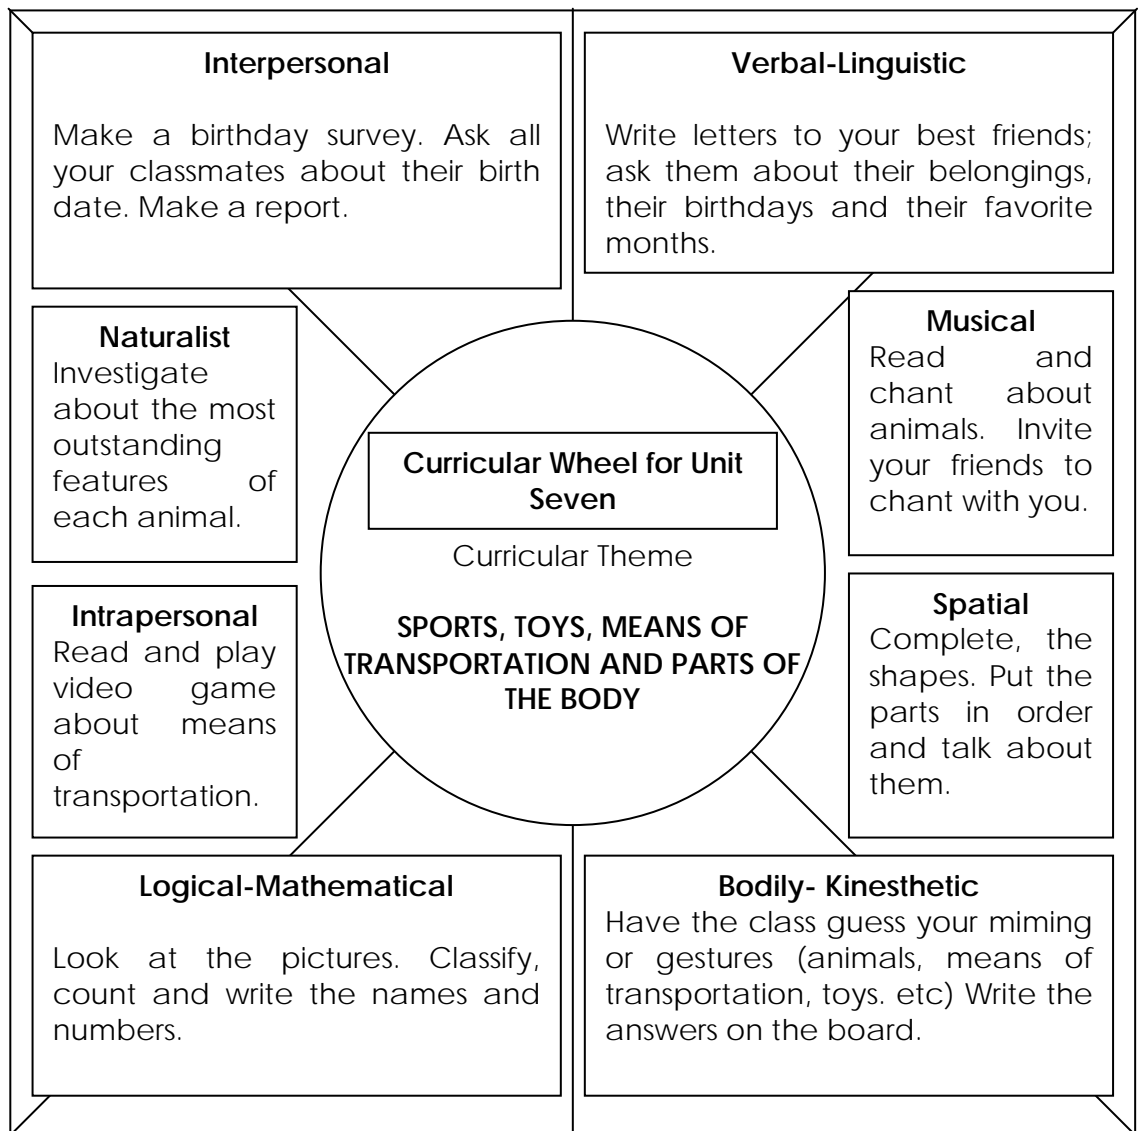 Interpersonal
Make a birthday survey. Ask all
your classmates about their birth
date. Make a report.
Verbal-Linguistic
Write letters to your best friends;
ask them about their belongings,
their birthdays and their favorite
months.
Naturalist
Investigate
about the most
outstanding
features of
each animal.
Musical
Read and
chant about
animals. Invite
your friends to
chant with you.
Curricular Wheel for Unit
Seven
Curricular Theme
SPORTS, TOYS, MEANS OF
TRANSPORTATION AND PARTS OF
THE BODY
Intrapersonal
Read and play
video game
about means
of
transportation.
Spatial
Complete, the
shapes. Put the
parts in order
and talk about
them.
Logical-Mathematical
Look at the pictures. Classify,
count and write the names and
numbers.
Bodily- Kinesthetic
Have the class guess your miming
or gestures (animals, means of
transportation, toys. etc) Write the
answers on the board.